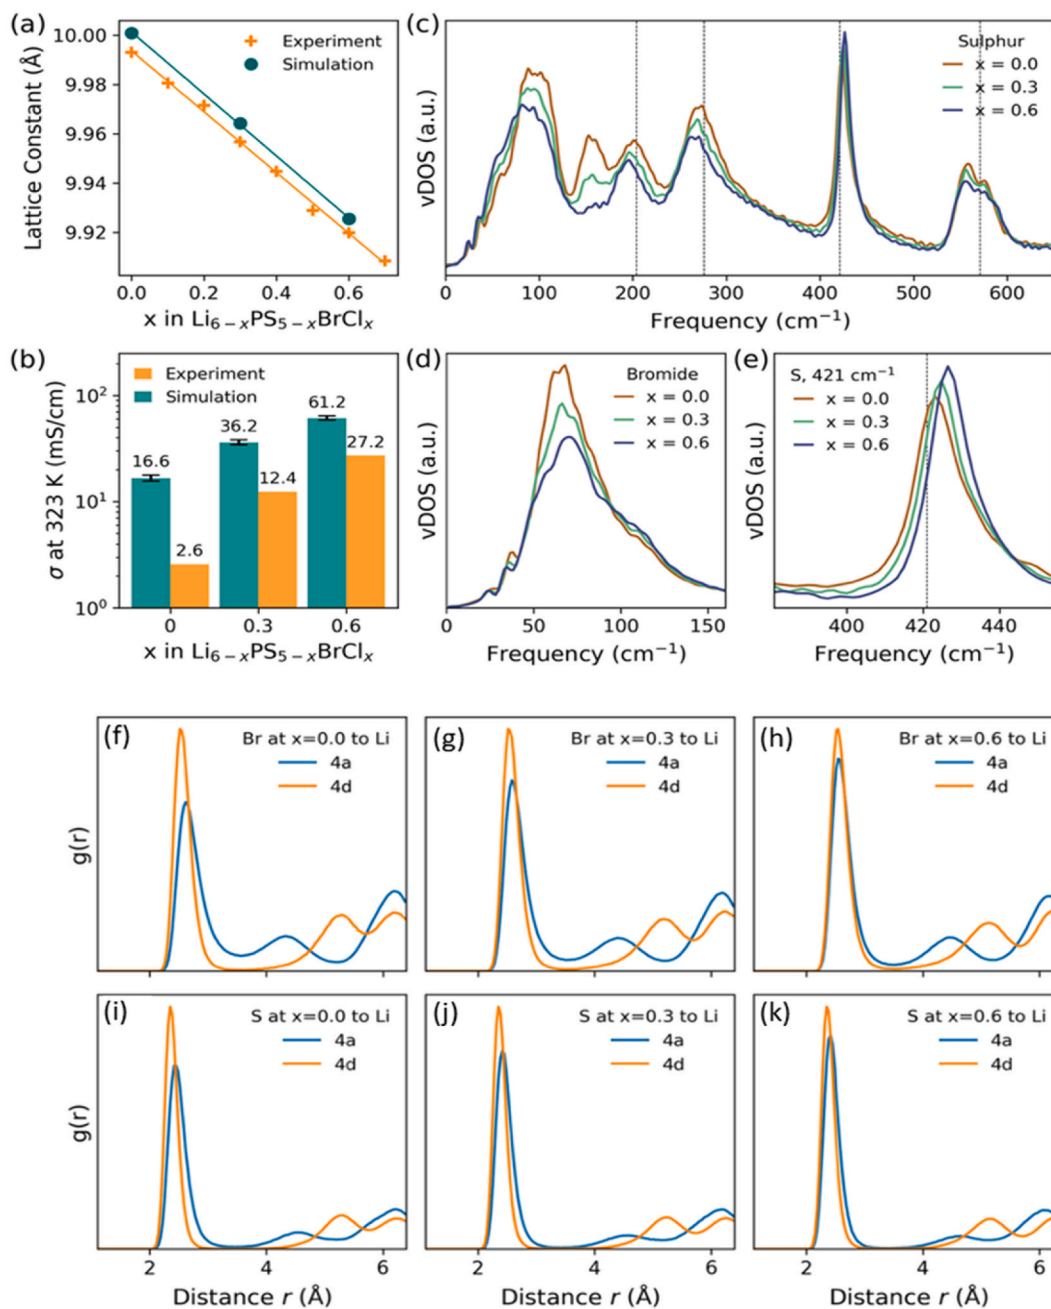 (a)
10.00
9.98
9.96
9.94
9.92
Lattice Constant (Å)
Experiment
Simulation
0.0 0.2 0.4 0.6
x in Li₆₋ₓPS₅₋ₓBrClₓ
(b)
Experiment
Simulation
10²
10¹
10⁰
σ at 323 K (mS/cm)
16.6
2.6
36.2
12.4
61.2
27.2
0 0.3 0.6
x in Li₆₋ₓPS₅₋ₓBrClₓ
(c)
vDOS (a.u.)
Sulphur
x = 0.0
x = 0.3
x = 0.6
0 100 200 300 400 500 600
Frequency (cm⁻¹)
(d)
vDOS (a.u.)
Bromide
x = 0.0
x = 0.3
x = 0.6
0 50 100 150
Frequency (cm⁻¹)
(e)
vDOS (a.u.)
S, 421 cm⁻¹
x = 0.0
x = 0.3
x = 0.6
400 420 440
Frequency (cm⁻¹)
(f)
Br at x=0.0 to Li
4a
4d
g(r)
(g)
Br at x=0.3 to Li
4a
4d
(h)
Br at x=0.6 to Li
4a
4d
(i)
S at x=0.0 to Li
4a
4d
g(r)
2 4 6
Distance r (Å)
(j)
S at x=0.3 to Li
4a
4d
2 4 6
Distance r (Å)
(k)
S at x=0.6 to Li
4a
4d
2 4 6
Distance r (Å)